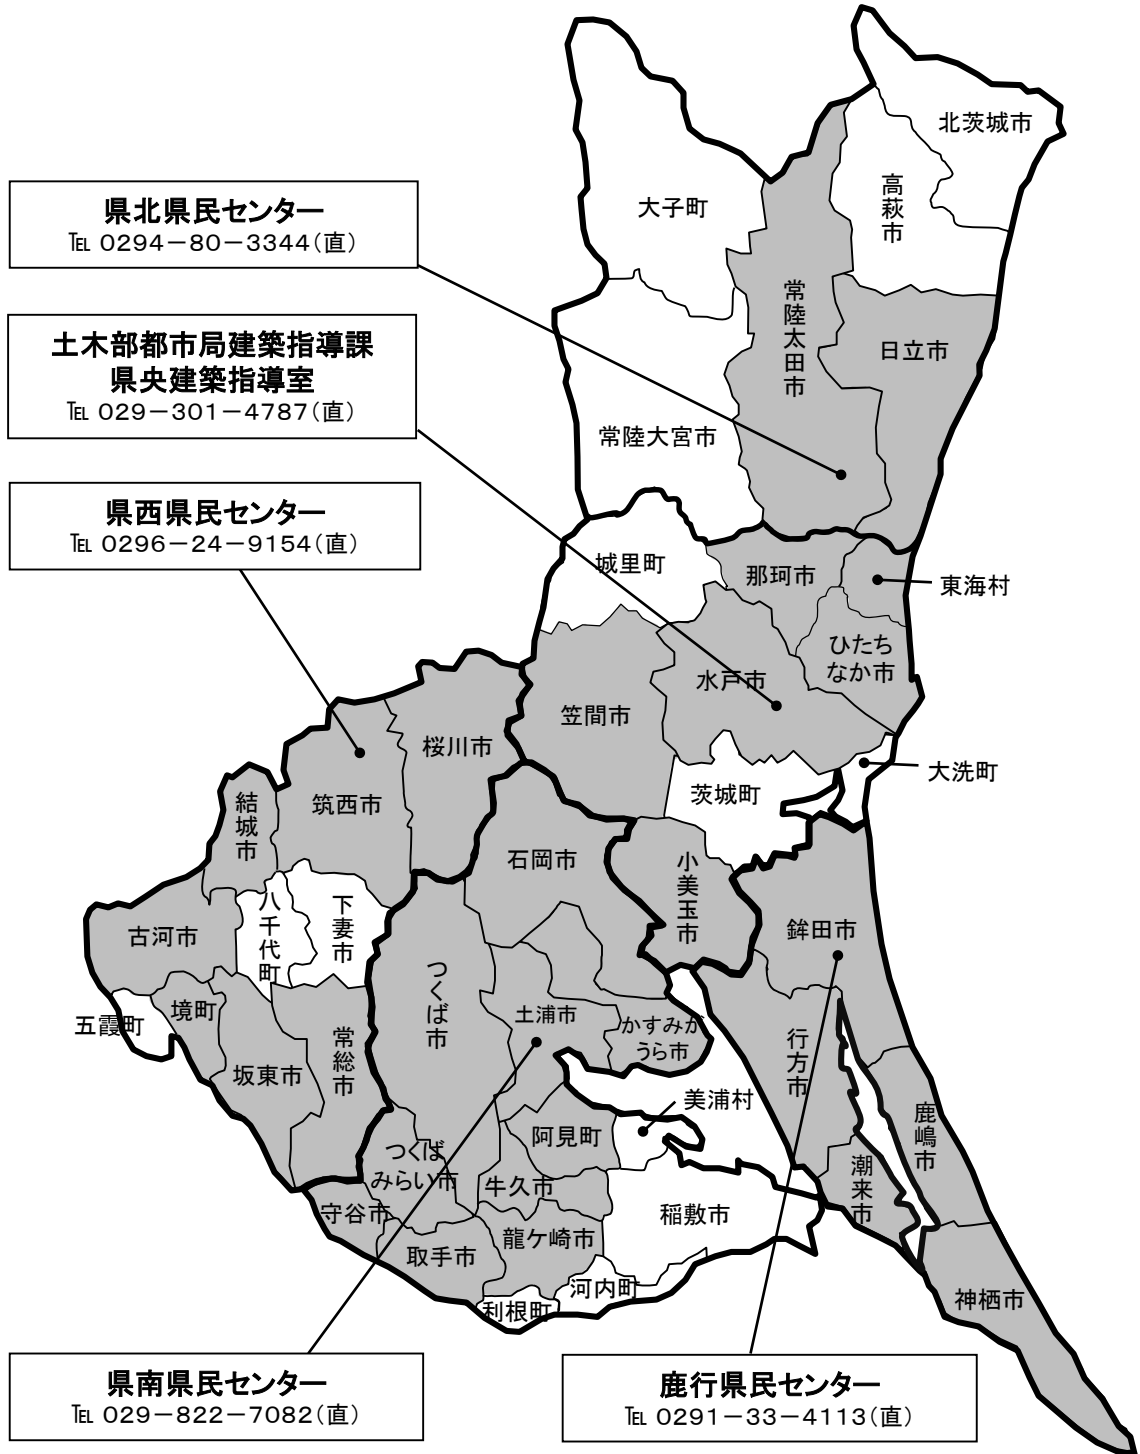 北茨城市
高萩市
大子町
県北県民センター
℡ 0294－80－3344(直)
常陸太田市
日立市
土木部都市局建築指導課
県央建築指導室
℡ 029－301－4787(直)
常陸大宮市
県西県民センター
℡ 0296－24－9154(直)
城里町
那珂市
東海村
ひたち
なか市
水戸市
笠間市
桜川市
大洗町
茨城町
筑西市
結城市
石岡市
小美玉市
八千代町
下妻市
古河市
鉾田市
つくば市
五霞町
境町
土浦市
かすみが
うら市
常総市
坂東市
行方市
美浦村
阿見町
鹿嶋市
つくば
みらい市
牛久市
潮来市
守谷市
稲敷市
龍ケ崎市
取手市
河内町
利根町
神栖市
県南県民センター
℡ 029－822－7082(直)
鹿行県民センター
℡ 0291－33－4113(直)